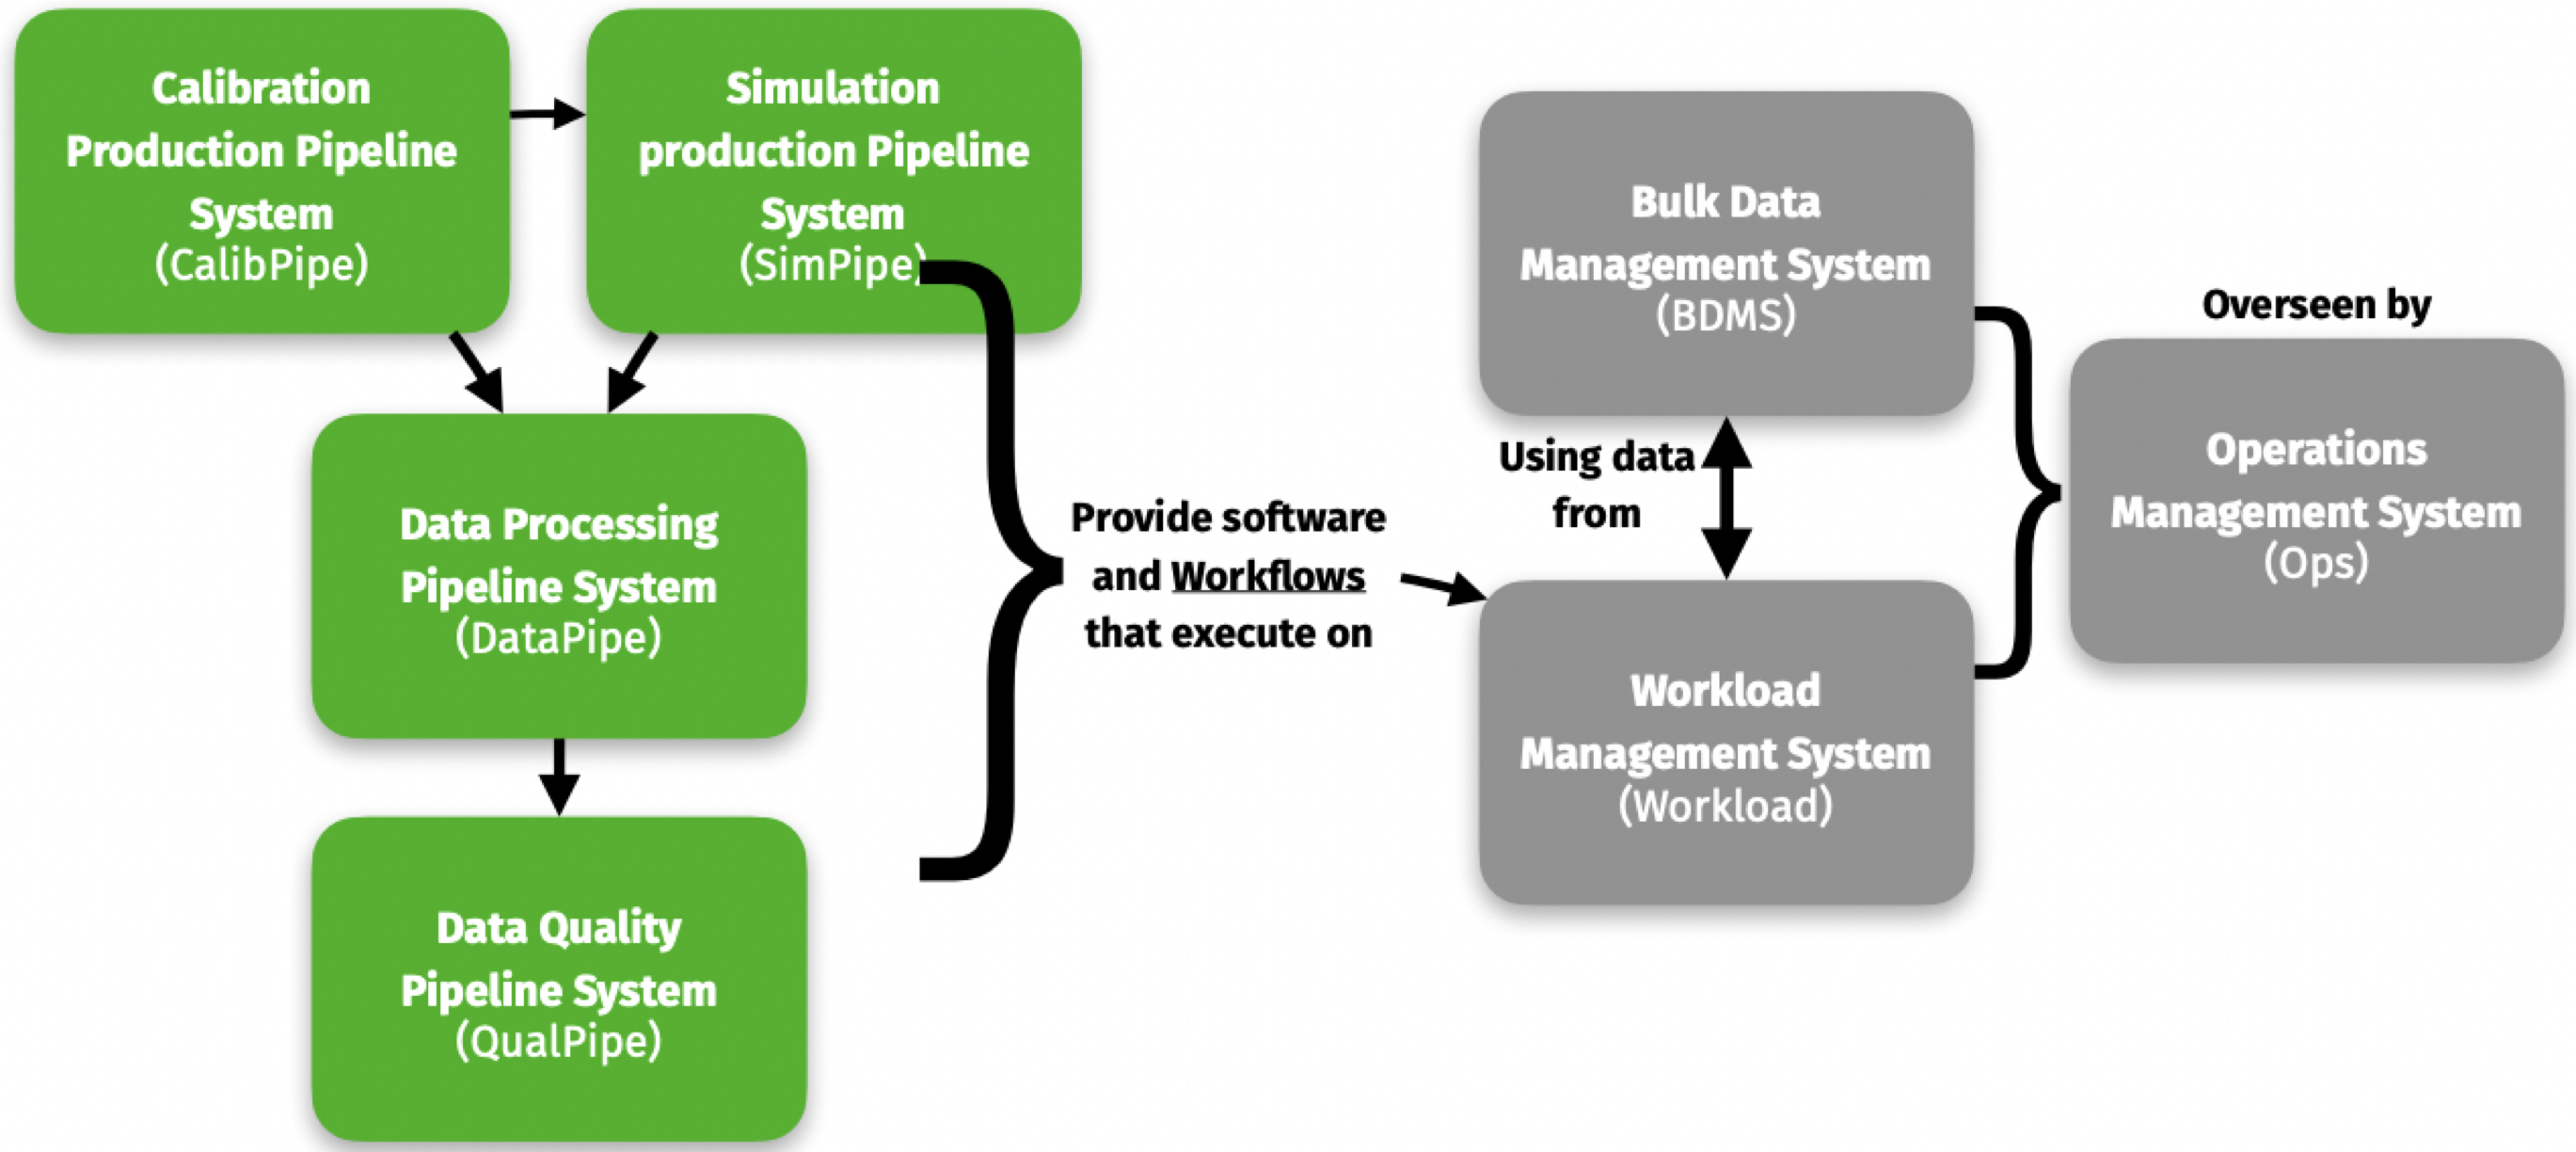 Calibration
Production Pipeline
System
(CalibPipe)
Simulation
production Pipeline
System
(SimPipe)
Data Processing
Pipeline System
(DataPipe)
Data Quality
Pipeline System
(QualPipe)
Provide software
and Workflows
that execute on
Bulk Data
Management System
(BDMS)
Using data
from
Workload
Management System
(Workload)
Overseen by
Operations
Management System
(Ops)